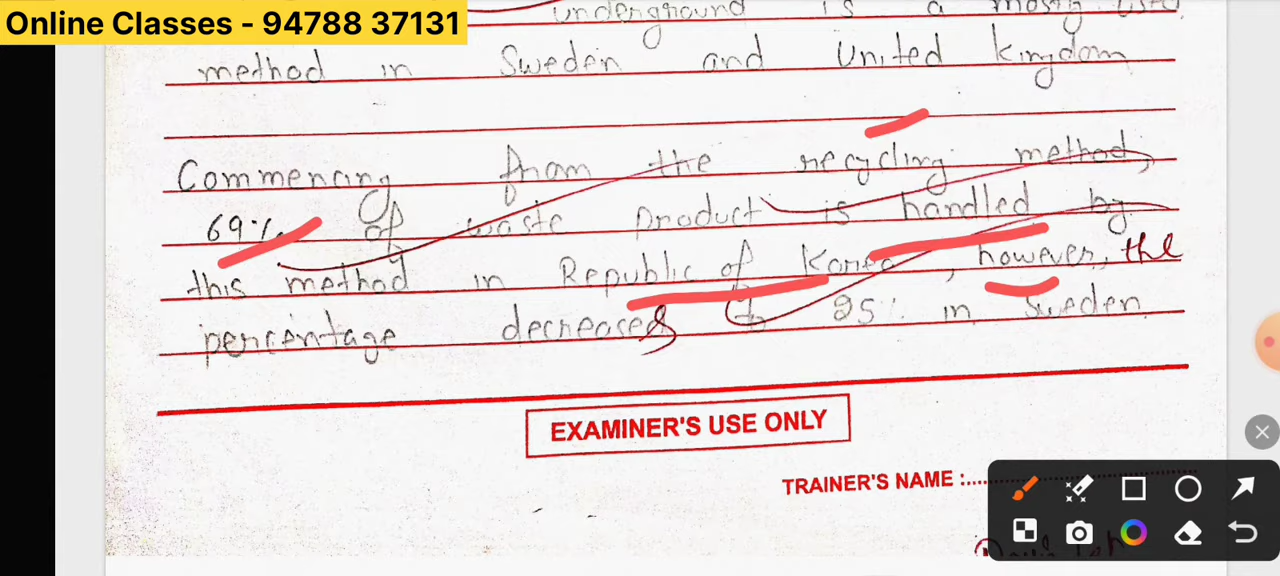 Online Classes - 94788 37131
underground is a mostly used
method in Sweden and United kingdom
Commencing from the recycling method,
69% of waste product is handled by
this method in Republic of Korea, however, the
percentage decreases to 25% in Sweden.
EXAMINER'S USE ONLY
TRAINER'S NAME :